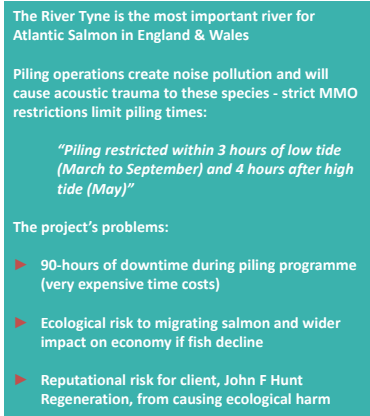 The River Tyne is the most important river for
Atlantic Salmon in England & Wales
Piling operations create noise pollution and will
cause acoustic trauma to these species - strict MMO
restrictions limit piling times:
“Piling restricted within 3 hours of low tide
(March to September) and 4 hours after high
tide (May)”
The project’s problems:
► 90-hours of downtime during piling programme
(very expensive time costs)
► Ecological risk to migrating salmon and wider
impact on economy if fish decline
► Reputational risk for client, John F Hunt
Regeneration, from causing ecological harm